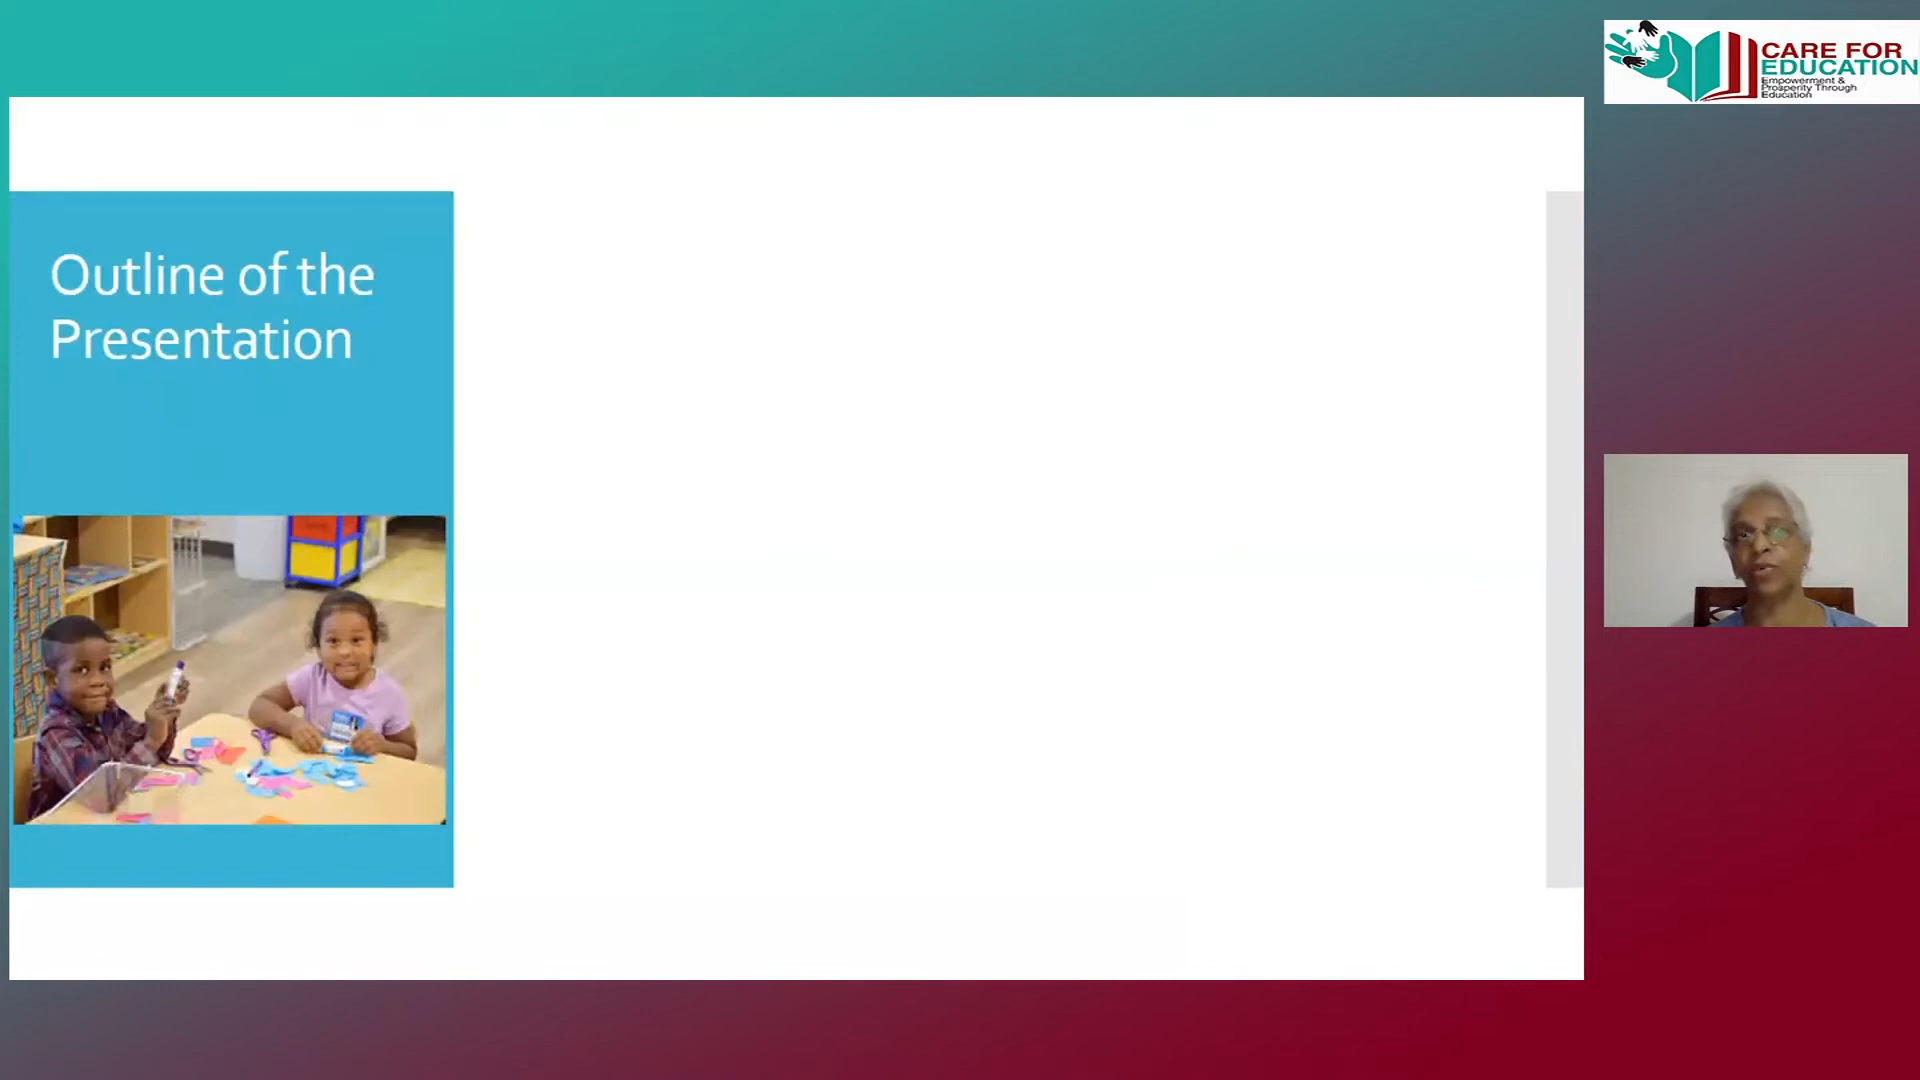 CARE FOR
EDUCATION
Empowerment &
Prosperity Through
Education
Outline of the
Presentation